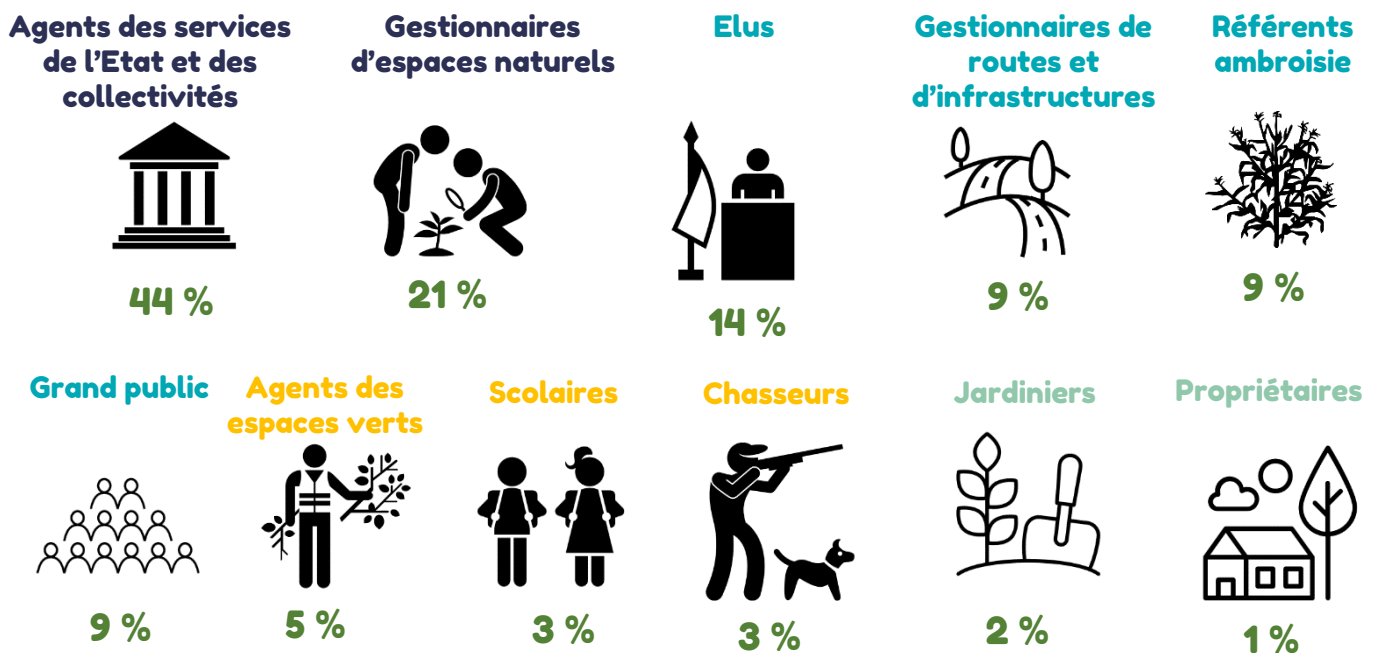 Agents des services
de l'Etat et des
collectivités
44 %
Gestionnaires
d'espaces naturels
21 %
Elus
14 %
Gestionnaires de
routes et
d'infrastructures
9 %
Référents
ambroisie
9 %
Grand public
9 %
Agents des
espaces verts
5 %
Scolaires
3 %
Chasseurs
3 %
Jardiniers
2 %
Propriétaires
1 %